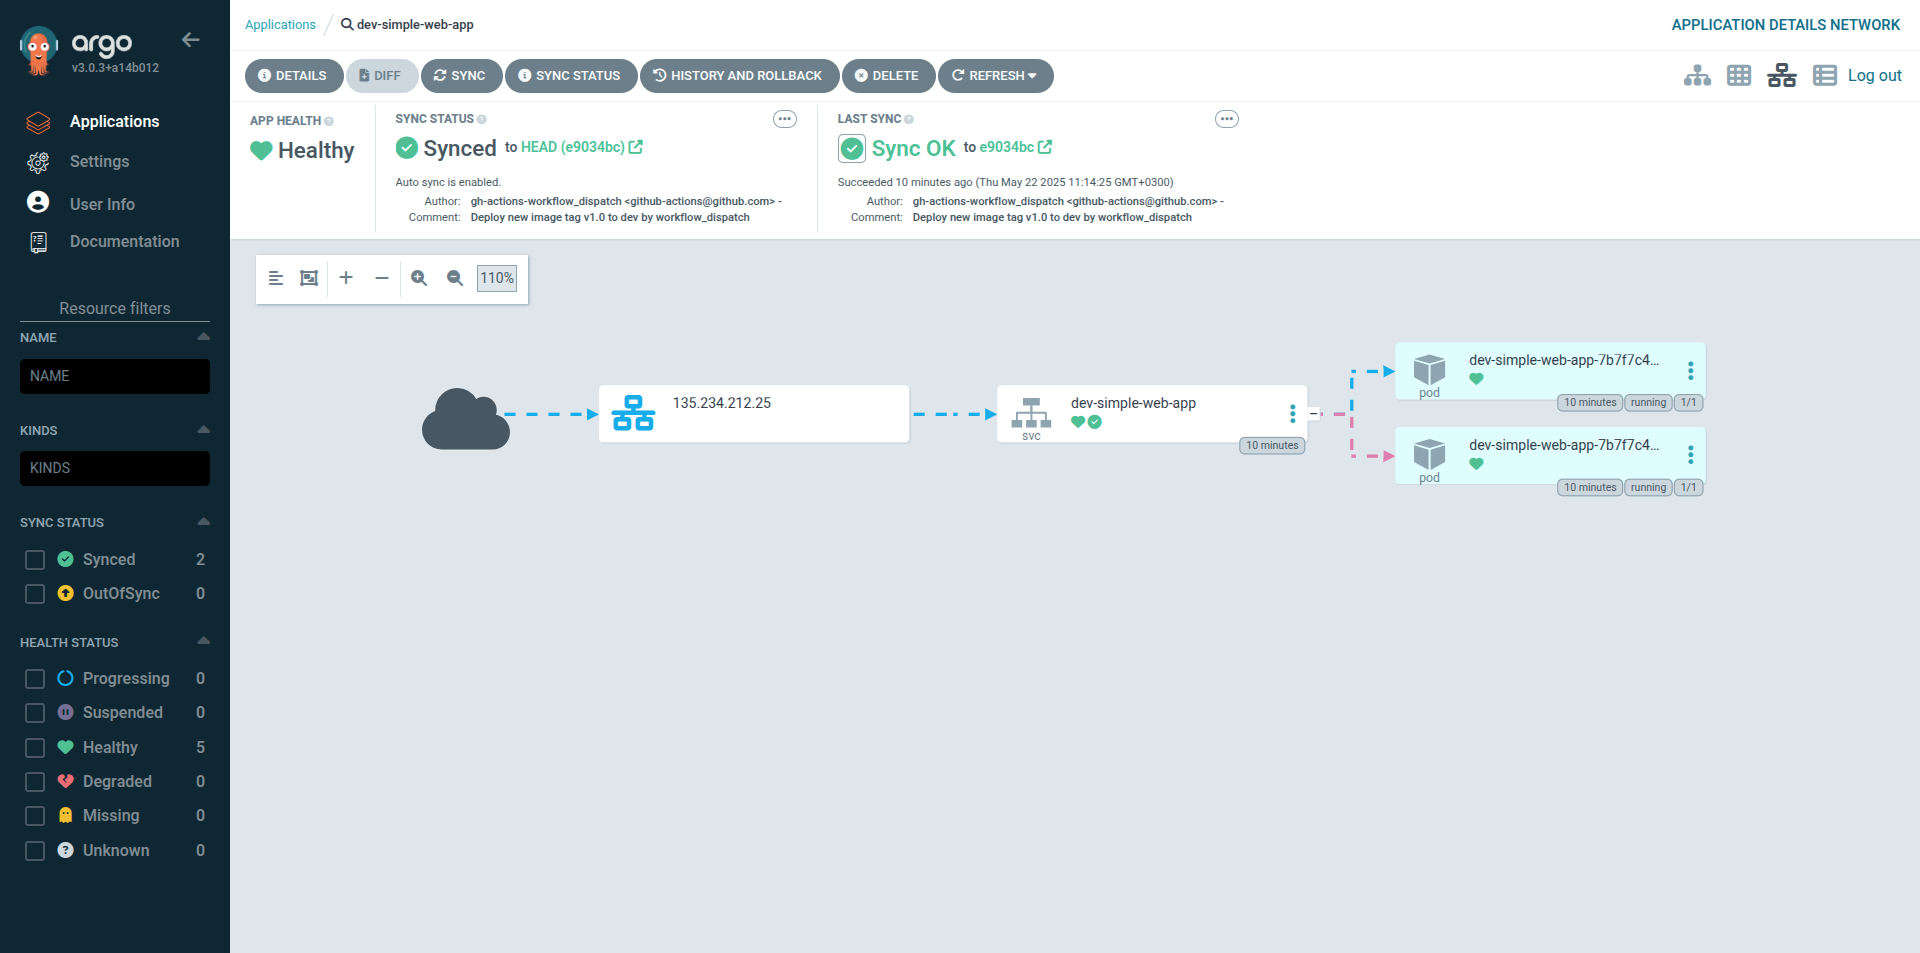 argo
v3.0.3+a14b012
Applications
Settings
User Info
Documentation
Resource filters
NAME
NAME
KINDS
KINDS
SYNC STATUS
Synced 2
OutOfSync 0
HEALTH STATUS
Progressing 0
Suspended 0
Healthy 5
Degraded 0
Missing 0
Unknown 0
Applications / dev-simple-web-app
APPLICATION DETAILS NETWORK
DETAILS DIFF SYNC SYNC STATUS HISTORY AND ROLLBACK DELETE REFRESH
Log out
APP HEALTH
Healthy
SYNC STATUS
Synced to HEAD (e9034bc)
Auto sync is enabled.
Author: gh-actions-workflow_dispatch <github-actions@github.com> -
Comment: Deploy new image tag v1.0 to dev by workflow_dispatch
LAST SYNC
Sync OK to e9034bc
Succeeded 10 minutes ago (Thu May 22 2025 11:14:25 GMT+0300)
Author: gh-actions-workflow_dispatch <github-actions@github.com> -
Comment: Deploy new image tag v1.0 to dev by workflow_dispatch
110%
135.234.212.25
dev-simple-web-app
svc
10 minutes
dev-simple-web-app-7b7f7c4...
pod
10 minutes running 1/1
dev-simple-web-app-7b7f7c4...
pod
10 minutes running 1/1